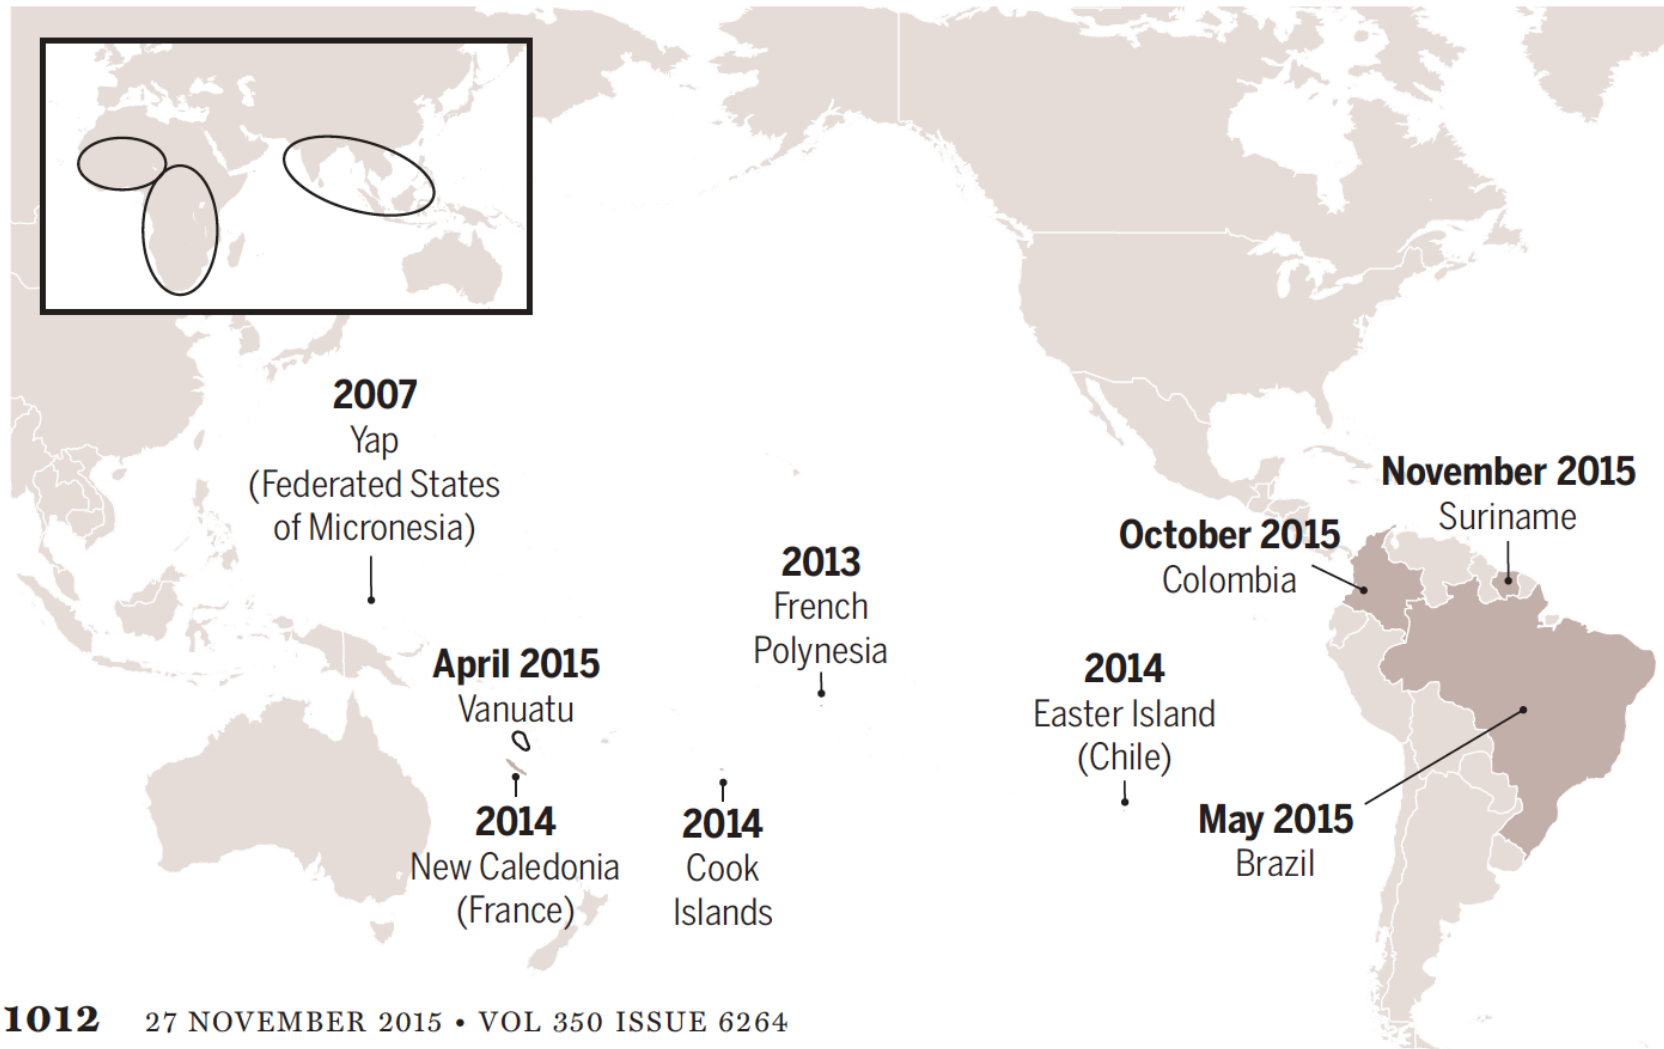 2007
Yap
(Federated States
of Micronesia)
April 2015
Vanuatu
2014
New Caledonia
(France)
2014
Cook
Islands
2013
French
Polynesia
2014
Easter Island
(Chile)
October 2015
Colombia
November 2015
Suriname
May 2015
Brazil
1012 27 NOVEMBER 2015 • VOL 350 ISSUE 6264